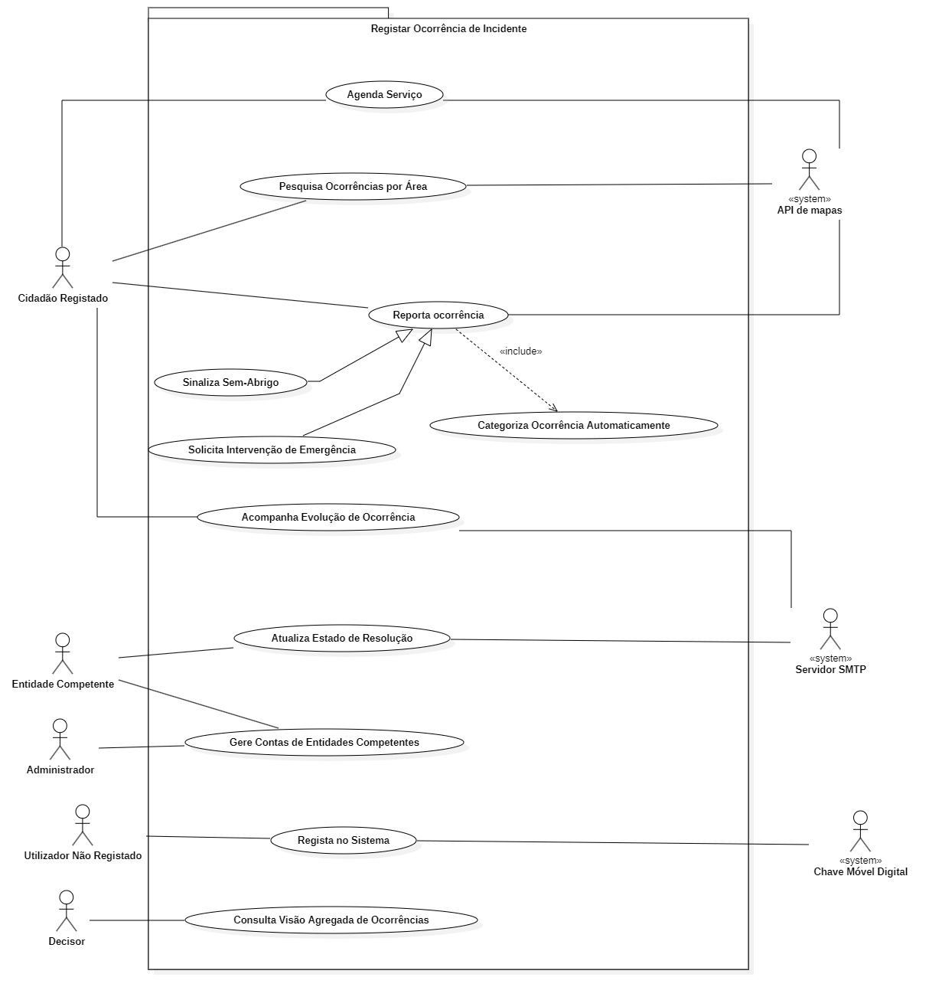 Registar Ocorrência de Incidente
Agenda Serviço
Pesquisa Ocorrências por Área
«system»
API de mapas
Cidadão Registado
Reporta ocorrência
«include»
Sinaliza Sem-Abrigo
Categoriza Ocorrência Automaticamente
Solicita Intervenção de Emergência
Acompanha Evolução de Ocorrência
Atualiza Estado de Resolução
«system»
Servidor SMTP
Entidade Competente
Gere Contas de Entidades Competentes
Administrador
Regista no Sistema
Utilizador Não Registado
«system»
Chave Móvel Digital
Consulta Visão Agregada de Ocorrências
Decisor